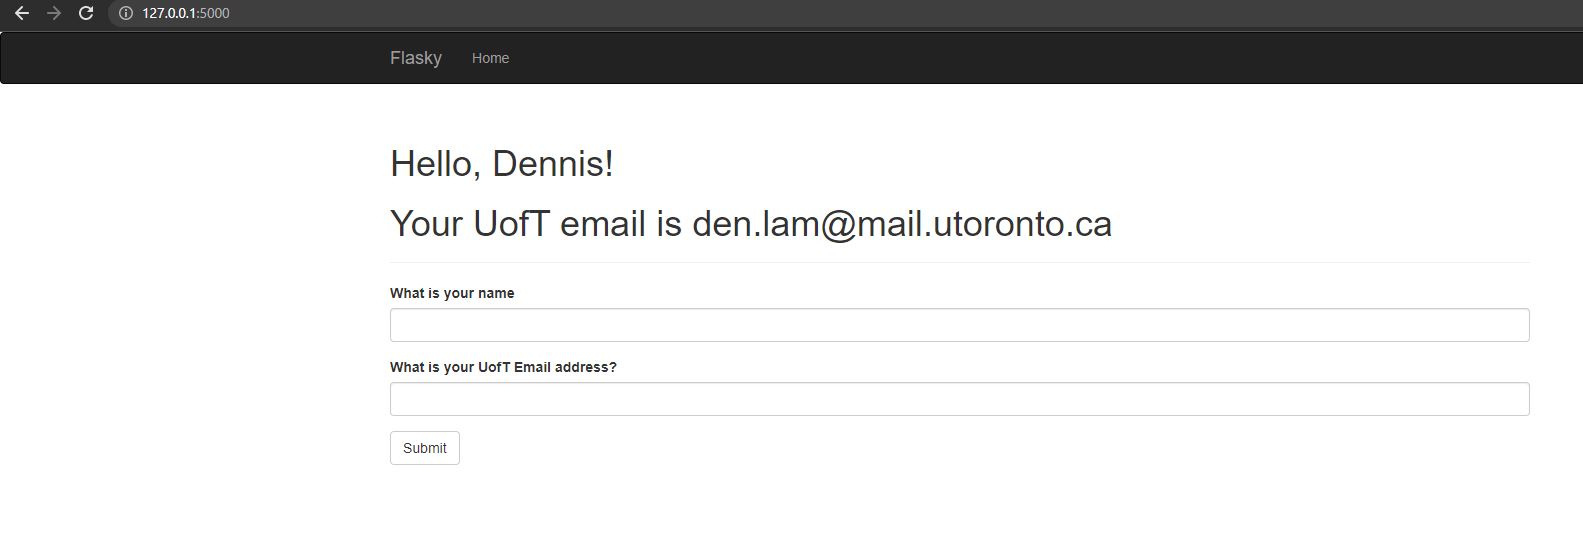 127.0.0.1:5000
Flasky Home
Hello, Dennis!
Your UofT email is den.lam@mail.utoronto.ca
What is your name
What is your UofT Email address?
Submit